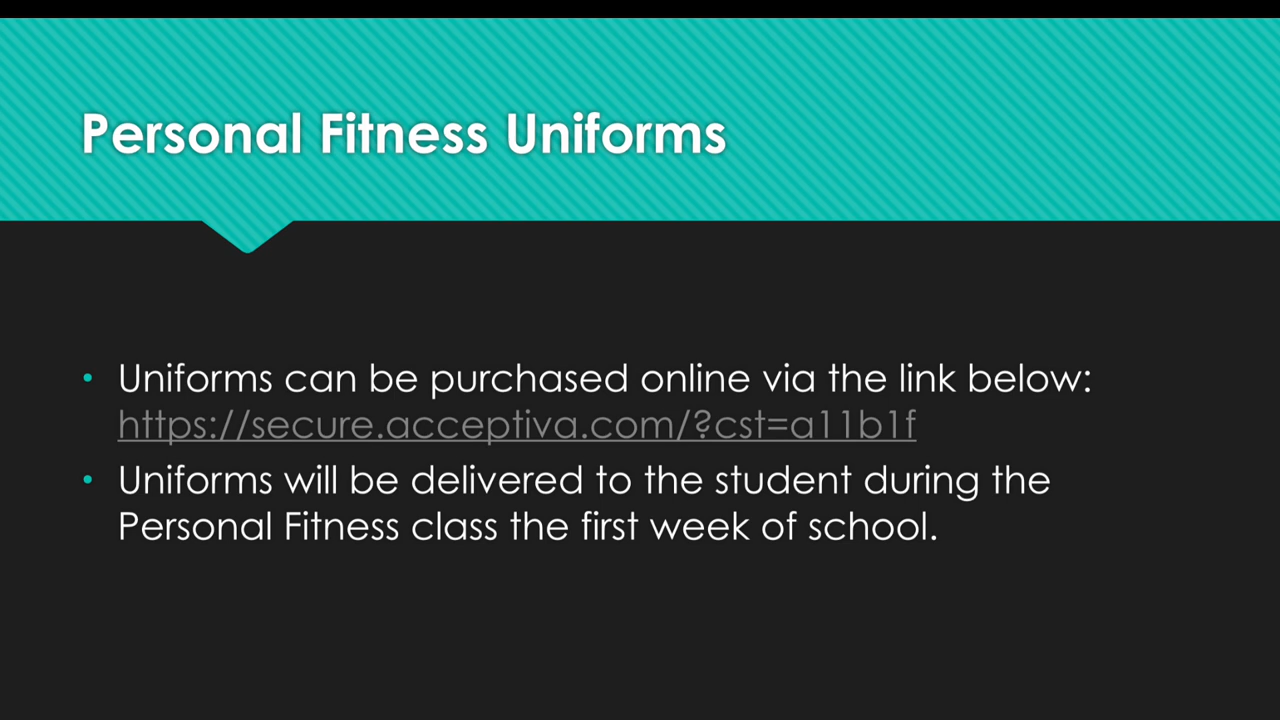 Personal Fitness Uniforms
• Uniforms can be purchased online via the link below:
https://secure.acceptiva.com/?cst=a11b1f
• Uniforms will be delivered to the student during the
Personal Fitness class the first week of school.